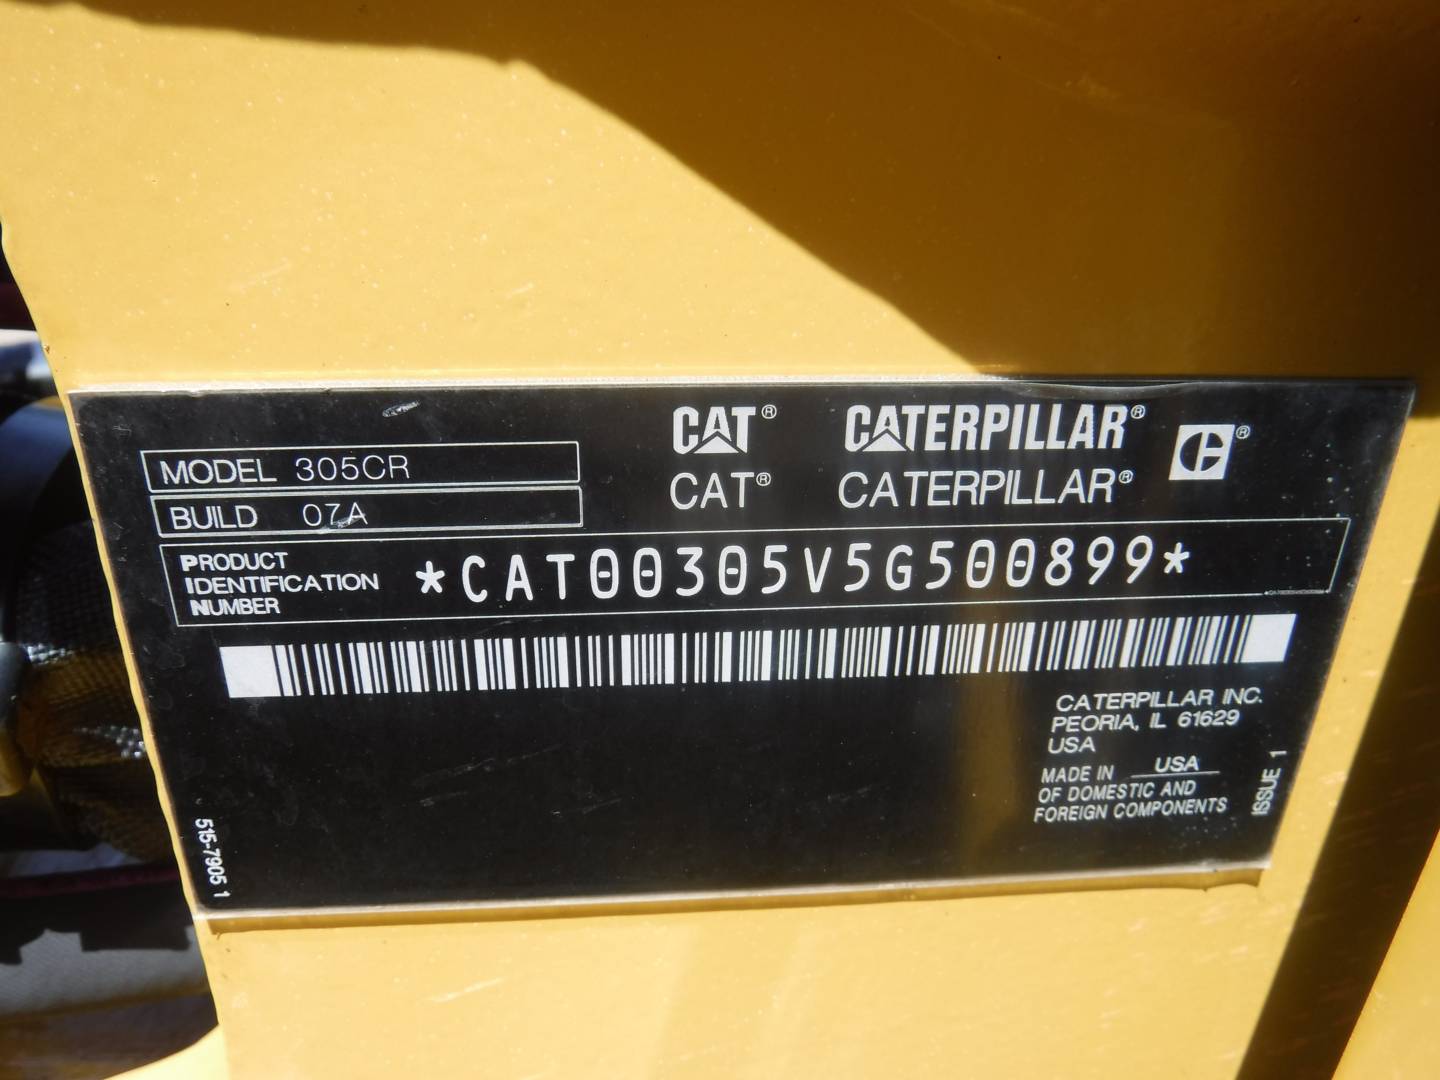 CAT® CATERPILLAR® ®
CAT® CATERPILLAR®
MODEL 305CR
BUILD 07A
PRODUCT
IDENTIFICATION
NUMBER
*CAT00305V5G500899*
CATERPILLAR INC.
PEORIA, IL 61629
USA
MADE IN USA
OF DOMESTIC AND
FOREIGN COMPONENTS
ISSUE 1
515-7905 1